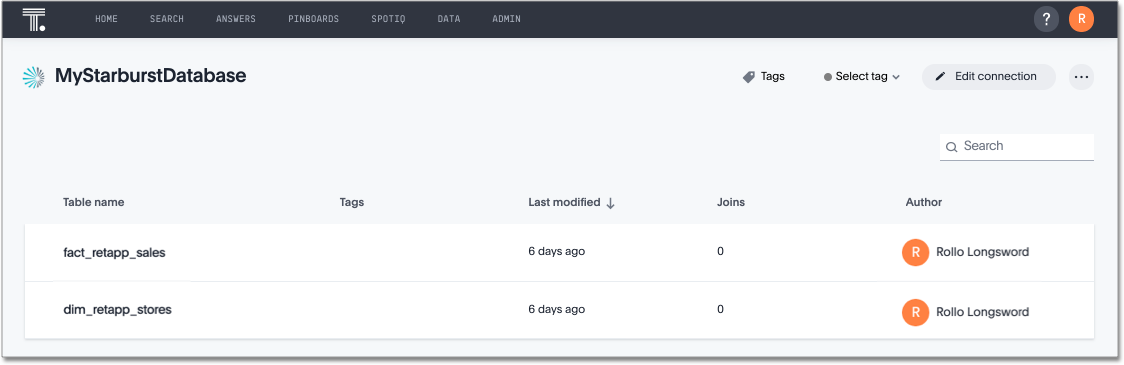 T. HOME SEARCH ANSWERS PINBOARDS SPOTIQ DATA ADMIN ? R
MyStarburstDatabase Tags Select tag Edit connection ...
Search
Table name Tags Last modified ↓ Joins Author
fact_retapp_sales 6 days ago 0 R Rollo Longsword
dim_retapp_stores 6 days ago 0 R Rollo Longsword